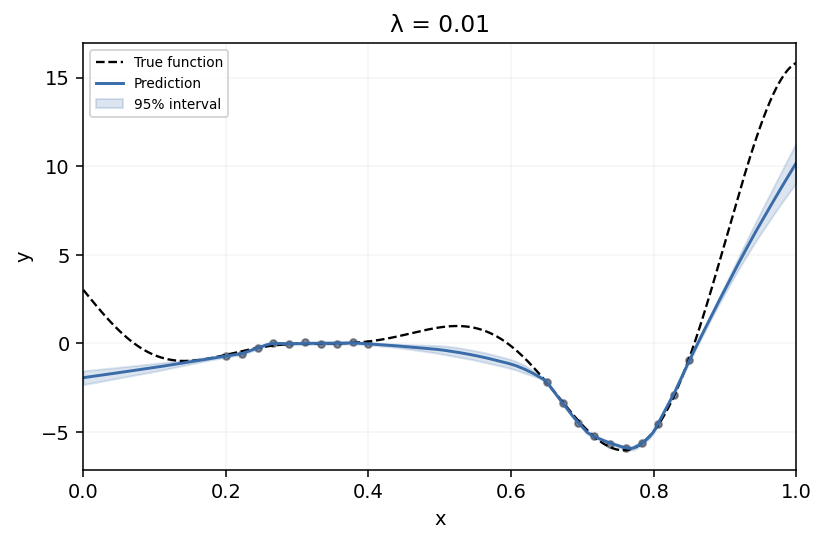 λ = 0.01
True function
Prediction
95% interval
y
15
10
5
0
−5
0.0 0.2 0.4 0.6 0.8 1.0
x